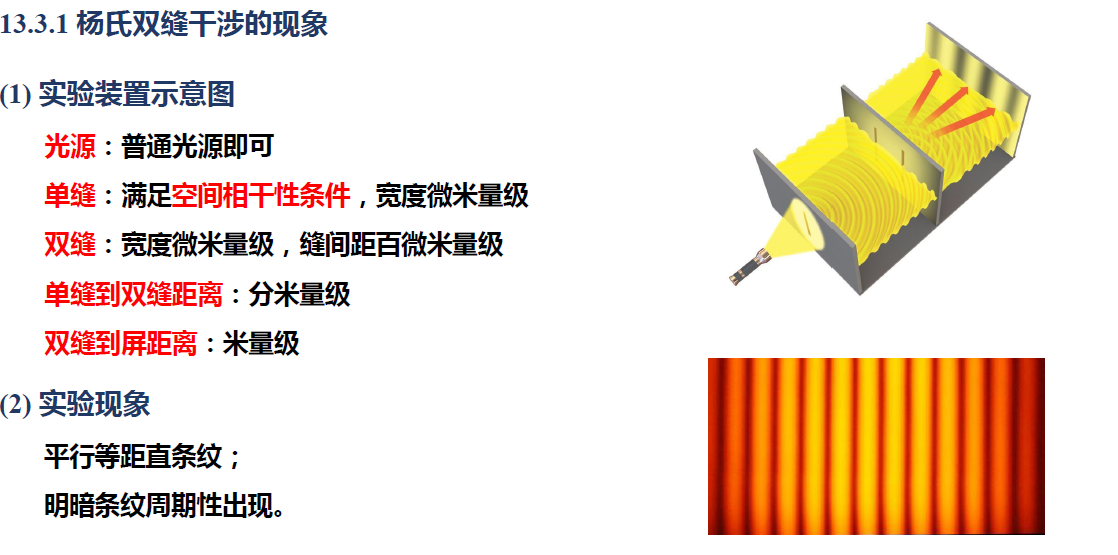 13.3.1 杨氏双缝干涉的现象
(1) 实验装置示意图
光源：普通光源即可
单缝：满足空间相干性条件，宽度微米量级
双缝：宽度微米量级，缝间距百微米量级
单缝到双缝距离：分米量级
双缝到屏距离：米量级
(2) 实验现象
平行等距直条纹；
明暗条纹周期性出现。